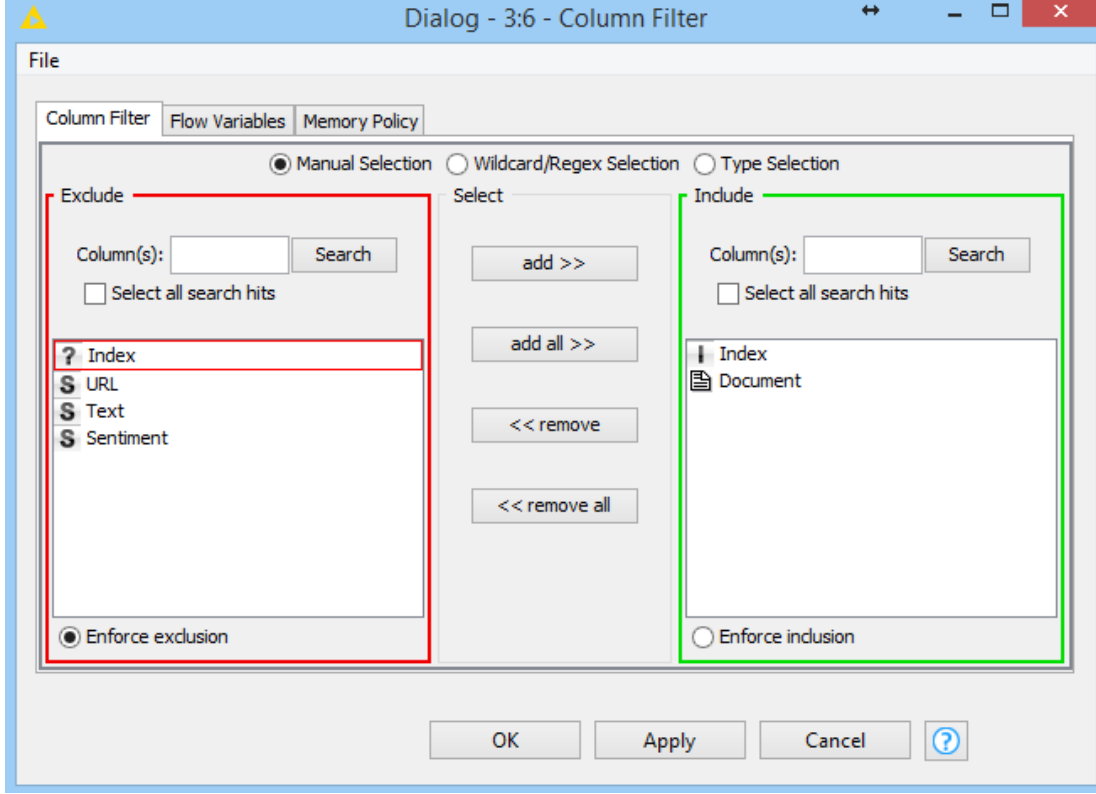 Dialog - 3:6 - Column Filter
File
Column Filter Flow Variables Memory Policy
Manual Selection Wildcard/Regex Selection Type Selection
Exclude
Column(s): Search
Select all search hits
? Index
S URL
S Text
S Sentiment
Enforce exclusion
Select
add >>
add all >>
<< remove
<< remove all
Include
Column(s): Search
Select all search hits
I Index
Document
Enforce inclusion
OK Apply Cancel ?